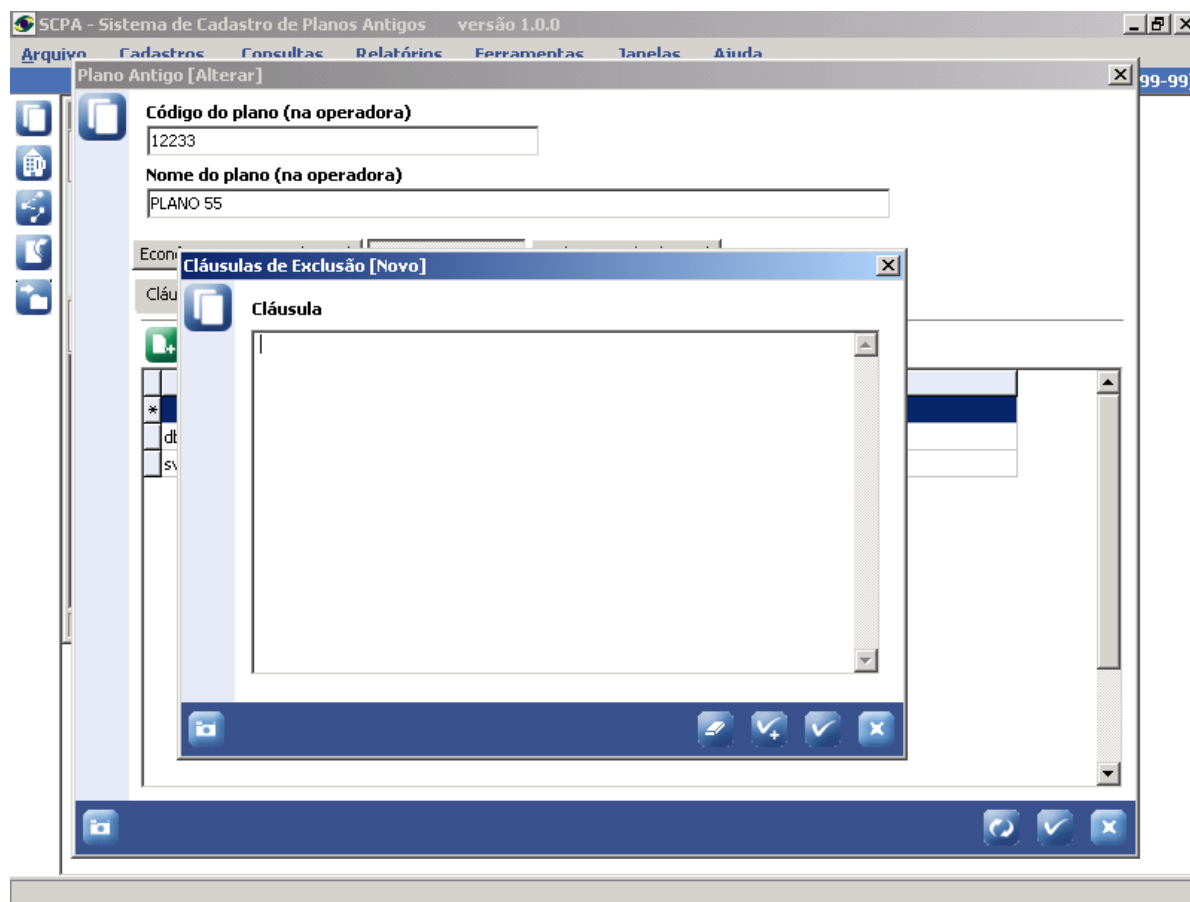 SCPA - Sistema de Cadastro de Planos Antigos versão 1.0.0
Arquivo Cadastros Consultas Relatórios Ferramentas Janelas Ajuda
Plano Antigo [Alterar]
99-99]
Código do plano (na operadora)
12233
Nome do plano (na operadora)
PLANO 55
Econ
Cláusulas de Exclusão [Novo]
Cláu
Cláusula
*